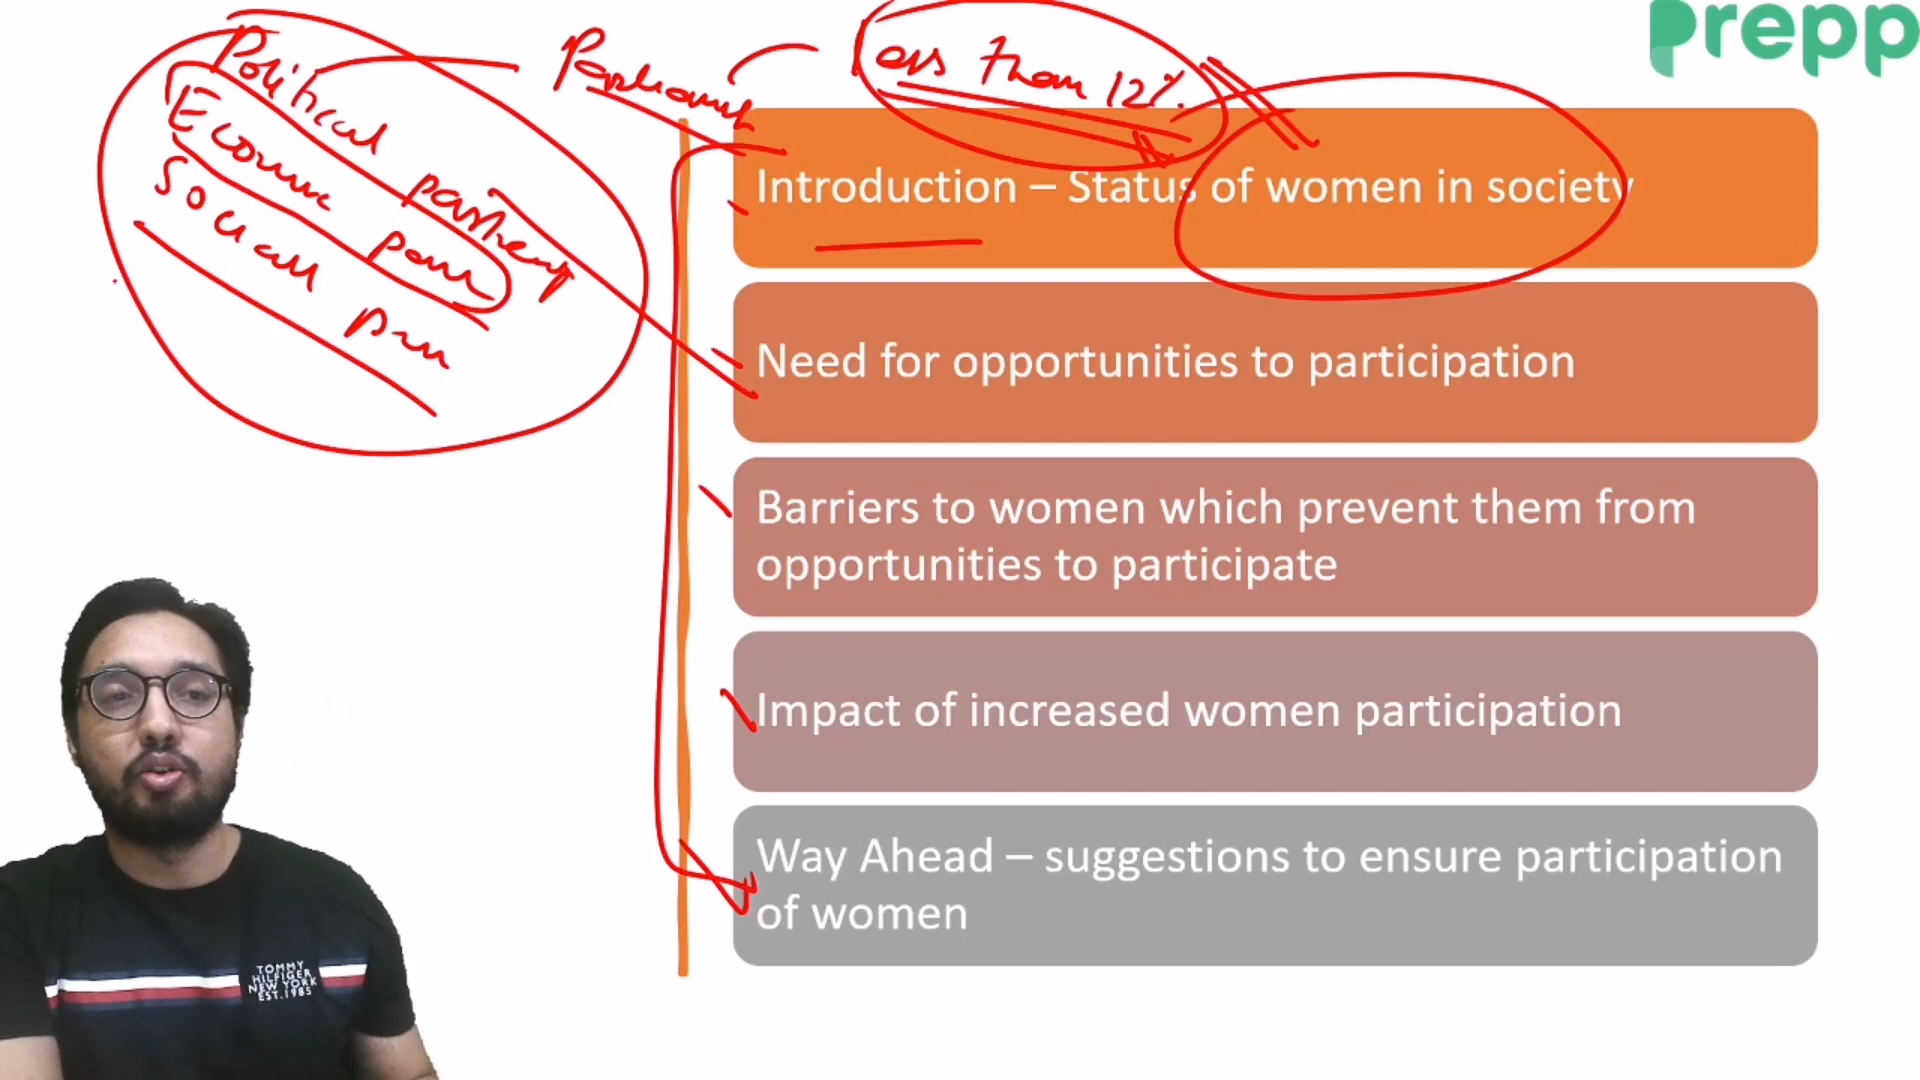 prepp
Political
Parliament
less than 12%
Social
Introduction – Status of women in society
Need for opportunities to participation
Barriers to women which prevent them from
opportunities to participate
Impact of increased women participation
Way Ahead – suggestions to ensure participation
of women
TOMMY
HILFIGER
NEW YORK
EST. 1985